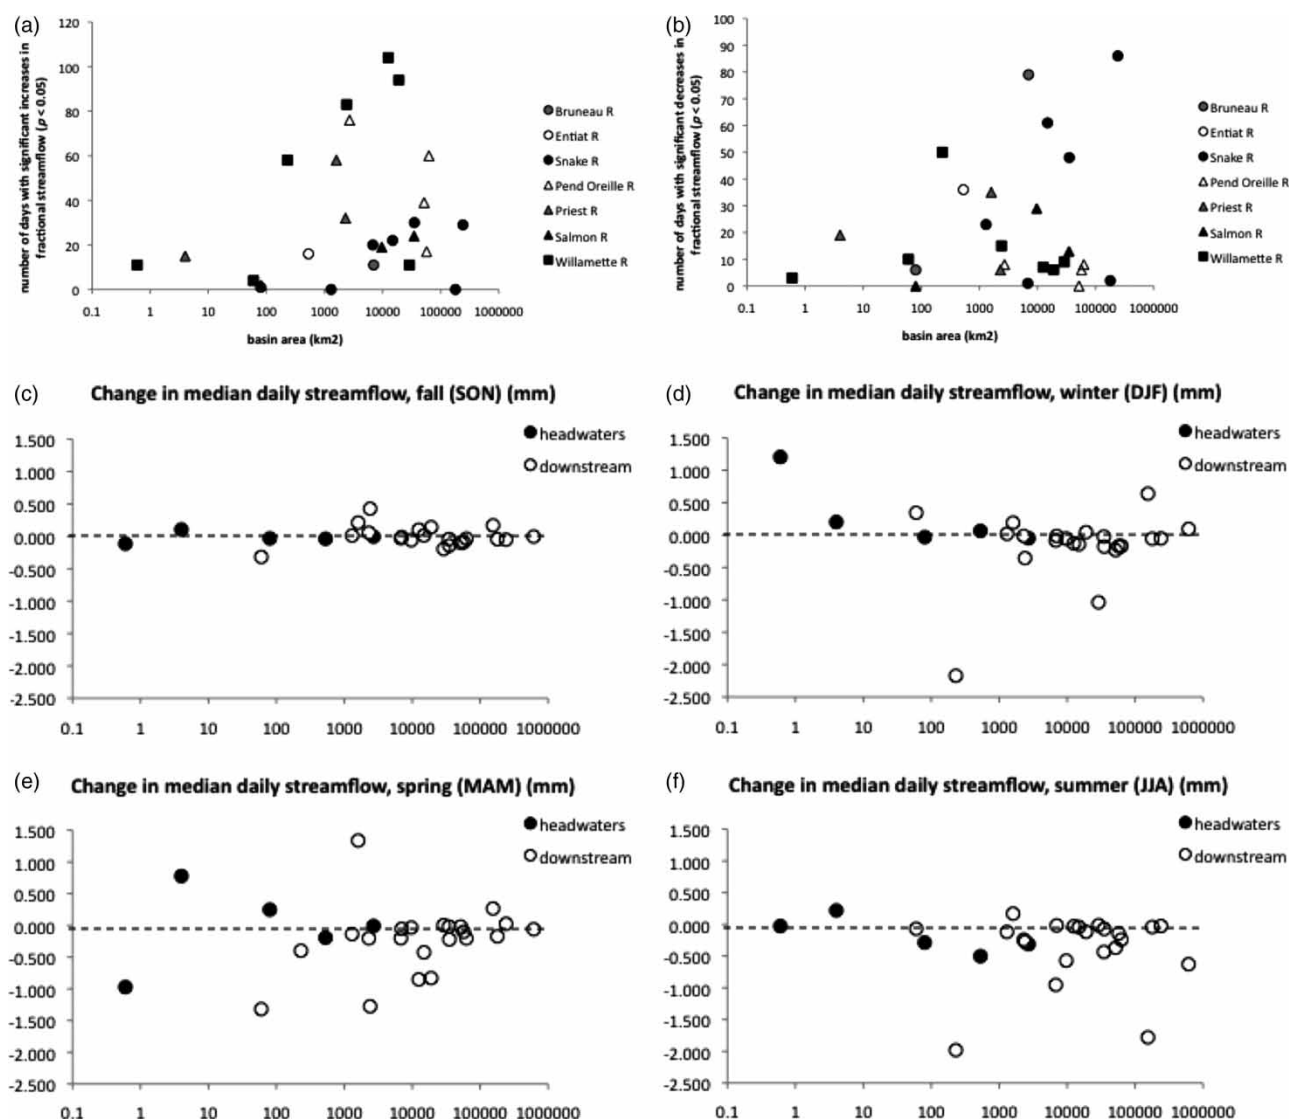 (a)
number of days with significant increases in
fractional streamflow (p < 0.05)
120
100
80
60
40
20
0
0.1 1 10 100 1000 10000 100000 1000000
basin area (km2)
Bruneau R
Entiat R
Snake R
Pend Oreille R
Priest R
Salmon R
Willamette R
(b)
number of days with significant decreases in
fractional streamflow (p < 0.05)
100
90
80
70
60
50
40
30
20
10
0
0.1 1 10 100 1000 10000 100000 1000000
basin area (km2)
Bruneau R
Entiat R
Snake R
Pend Oreille R
Priest R
Salmon R
Willamette R
(c)
Change in median daily streamflow, fall (SON) (mm)
headwaters
downstream
1.500
1.000
0.500
0.000
-0.500
-1.000
-1.500
-2.000
-2.500
0.1 1 10 100 1000 10000 100000 1000000
(d)
Change in median daily streamflow, winter (DJF) (mm)
headwaters
downstream
1.500
1.000
0.500
0.000
-0.500
-1.000
-1.500
-2.000
-2.500
0.1 1 10 100 1000 10000 100000 1000000
(e)
Change in median daily streamflow, spring (MAM) (mm)
headwaters
downstream
1.500
1.000
0.500
0.000
-0.500
-1.000
-1.500
-2.000
-2.500
0.1 1 10 100 1000 10000 100000 1000000
(f)
Change in median daily streamflow, summer (JJA) (mm)
headwaters
downstream
1.500
1.000
0.500
0.000
-0.500
-1.000
-1.500
-2.000
-2.500
0.1 1 10 100 1000 10000 100000 1000000